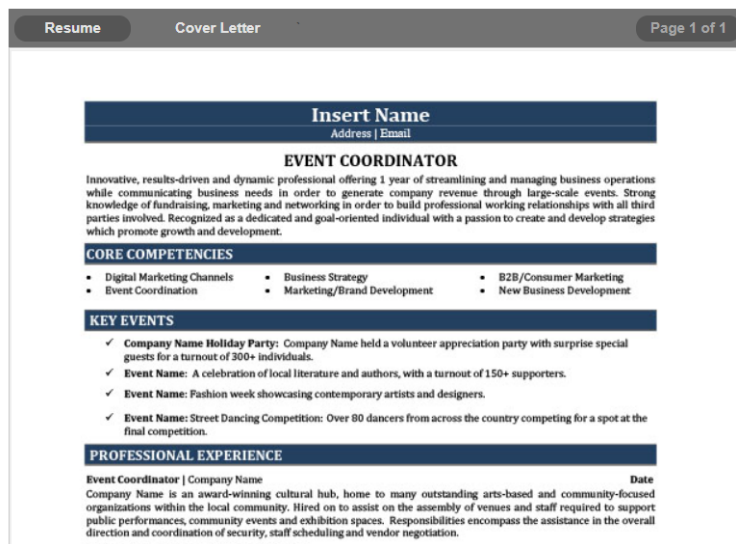 Resume Cover Letter Page 1 of 1
Insert Name
Address | Email
EVENT COORDINATOR
Innovative, results-driven and dynamic professional offering 1 year of streamlining and managing business operations
while communicating business needs in order to generate company revenue through large-scale events. Strong
knowledge of fundraising, marketing and networking in order to build professional working relationships with all third
parties involved. Recognized as a dedicated and goal-oriented individual with a passion to create and develop strategies
which promote growth and development.
CORE COMPETENCIES
• Digital Marketing Channels • Business Strategy • B2B/Consumer Marketing
• Event Coordination • Marketing/Brand Development • New Business Development
KEY EVENTS
✓ Company Name Holiday Party: Company Name held a volunteer appreciation party with surprise special
guests for a turnout of 300+ individuals.
✓ Event Name: A celebration of local literature and authors, with a turnout of 150+ supporters.
✓ Event Name: Fashion week showcasing contemporary artists and designers.
✓ Event Name: Street Dancing Competition: Over 80 dancers from across the country competing for a spot at the
final competition.
PROFESSIONAL EXPERIENCE
Event Coordinator | Company Name Date
Company Name is an award-winning cultural hub, home to many outstanding arts-based and community-focused
organizations within the local community. Hired on to assist on the assembly of venues and staff required to support
public performances, community events and exhibition spaces. Responsibilities encompass the assistance in the overall
direction and coordination of security, staff scheduling and vendor negotiation.